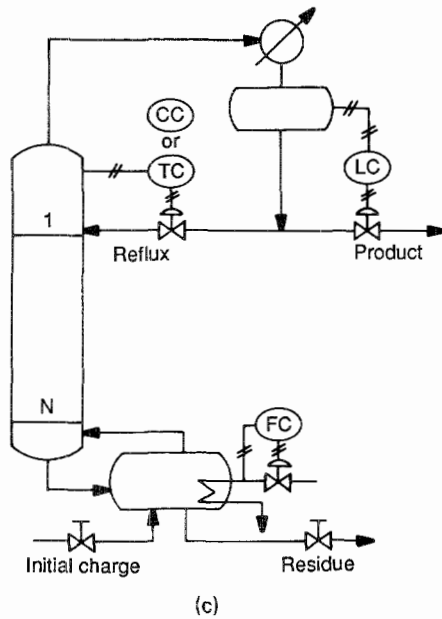 CC
or
TC
LC
1
Reflux
Product
N
FC
Initial charge
Residue
(c)